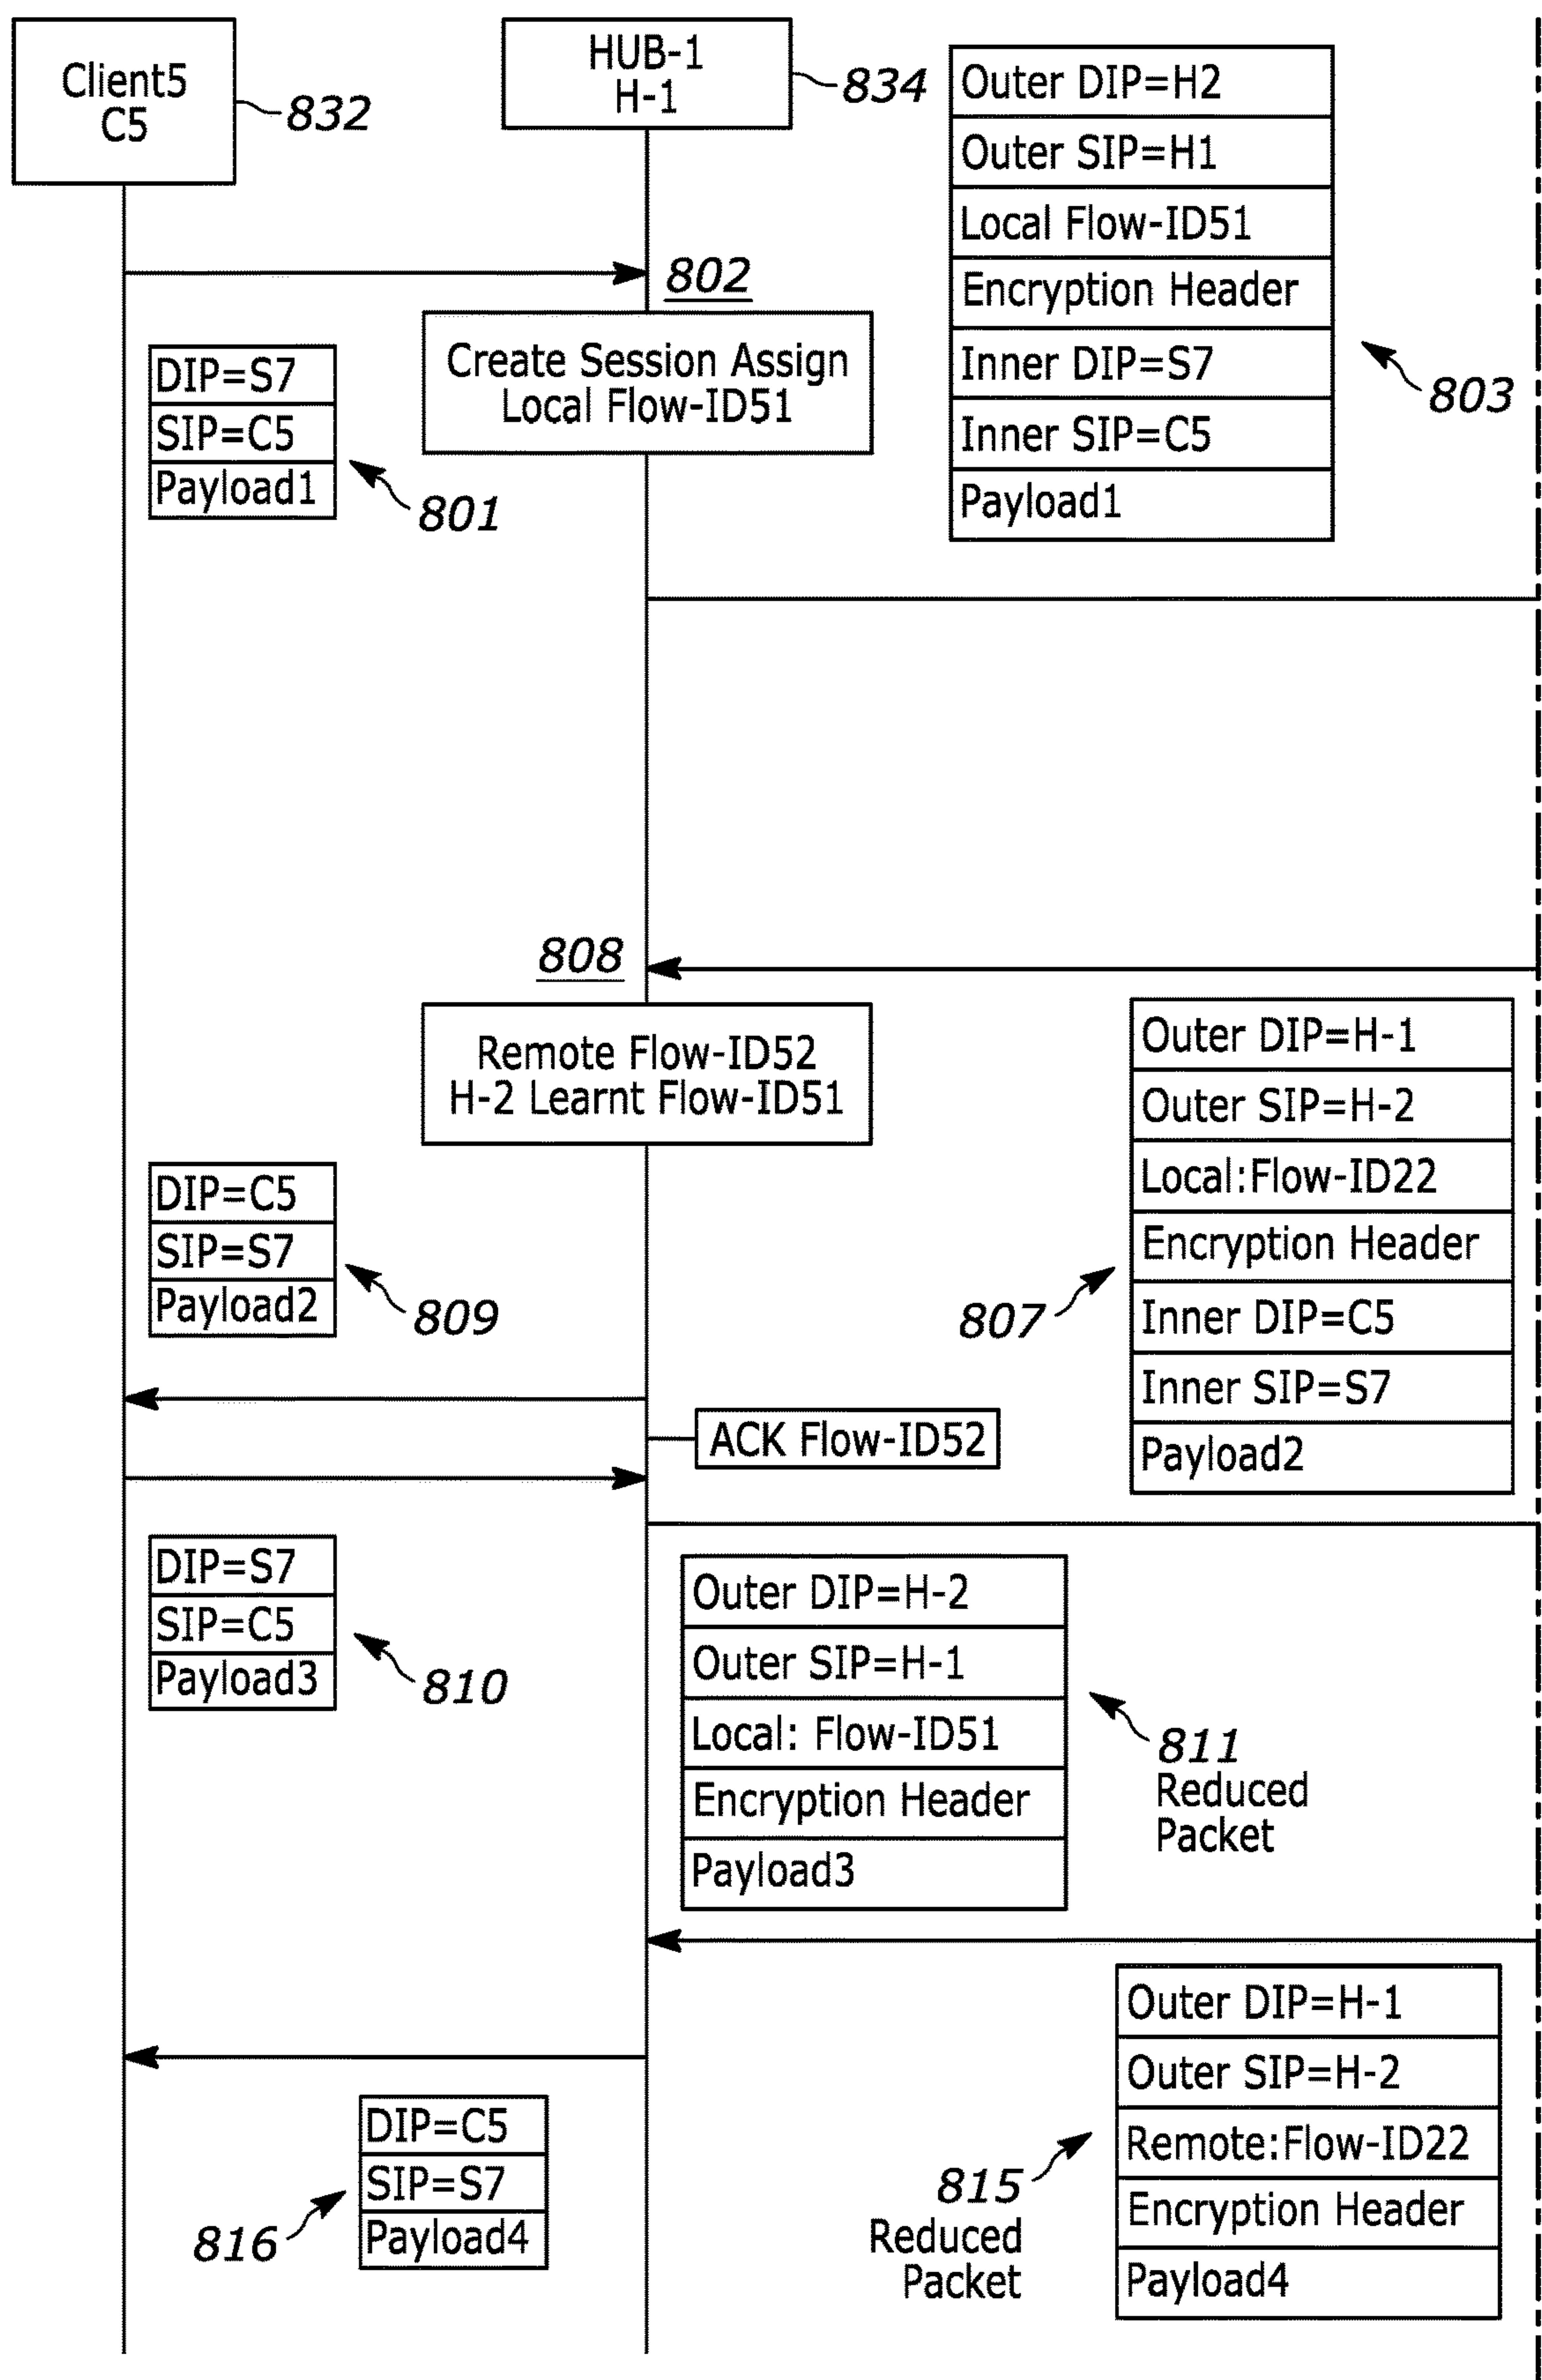 Client5
C5
832
HUB-1
H-1
834
Outer DIP=H2
Outer SIP=H1
Local Flow-ID51
Encryption Header
Inner DIP=S7
Inner SIP=C5
Payload1
803
802
Create Session Assign
Local Flow-ID51
DIP=S7
SIP=C5
Payload1
801
808
Remote Flow-ID52
H-2 Learnt Flow-ID51
Outer DIP=H-1
Outer SIP=H-2
Local:Flow-ID22
Encryption Header
Inner DIP=C5
Inner SIP=S7
Payload2
807
DIP=C5
SIP=S7
Payload2
809
ACK Flow-ID52
DIP=S7
SIP=C5
Payload3
810
Outer DIP=H-2
Outer SIP=H-1
Local: Flow-ID51
Encryption Header
Payload3
811
Reduced
Packet
Outer DIP=H-1
Outer SIP=H-2
Remote:Flow-ID22
Encryption Header
Payload4
815
Reduced
Packet
DIP=C5
SIP=S7
Payload4
816